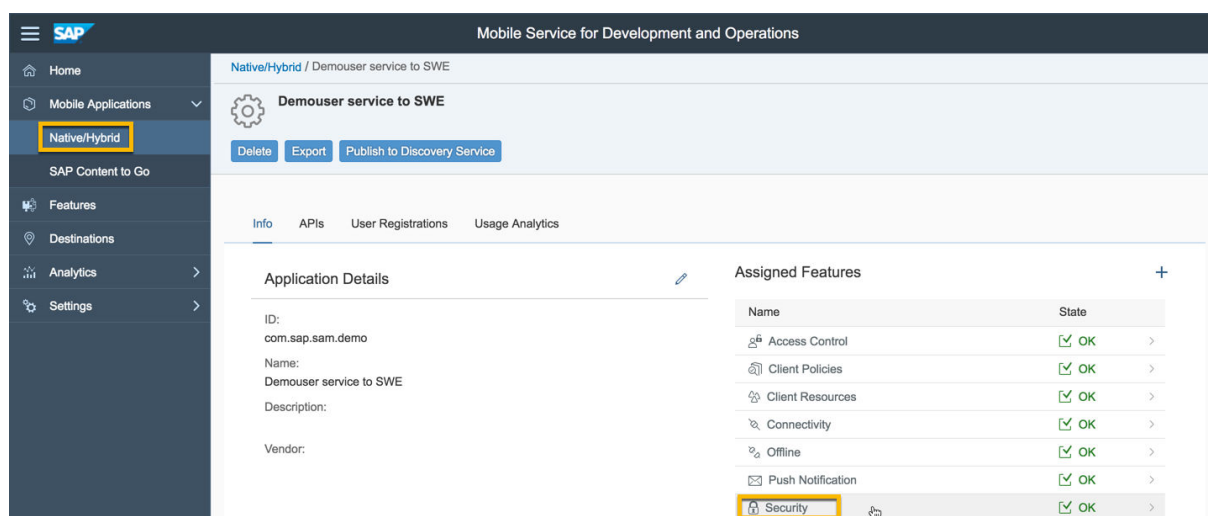 SAP
Mobile Service for Development and Operations
Home
Mobile Applications
Native/Hybrid
SAP Content to Go
Features
Destinations
Analytics
Settings
Native/Hybrid / Demouser service to SWE
Demouser service to SWE
Delete Export Publish to Discovery Service
Info APIs User Registrations Usage Analytics
Application Details
ID:
com.sap.sam.demo
Name:
Demouser service to SWE
Description:
Vendor:
Assigned Features
Name State
Access Control OK
Client Policies OK
Client Resources OK
Connectivity OK
Offline OK
Push Notification OK
Security OK